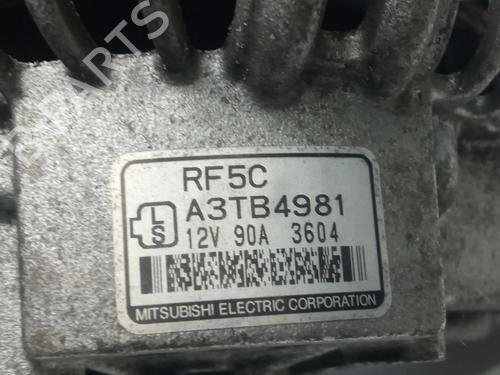 RF5C
L
S
A3TB4981
12V 90A 3604
MITSUBISHI ELECTRIC CORPORATION